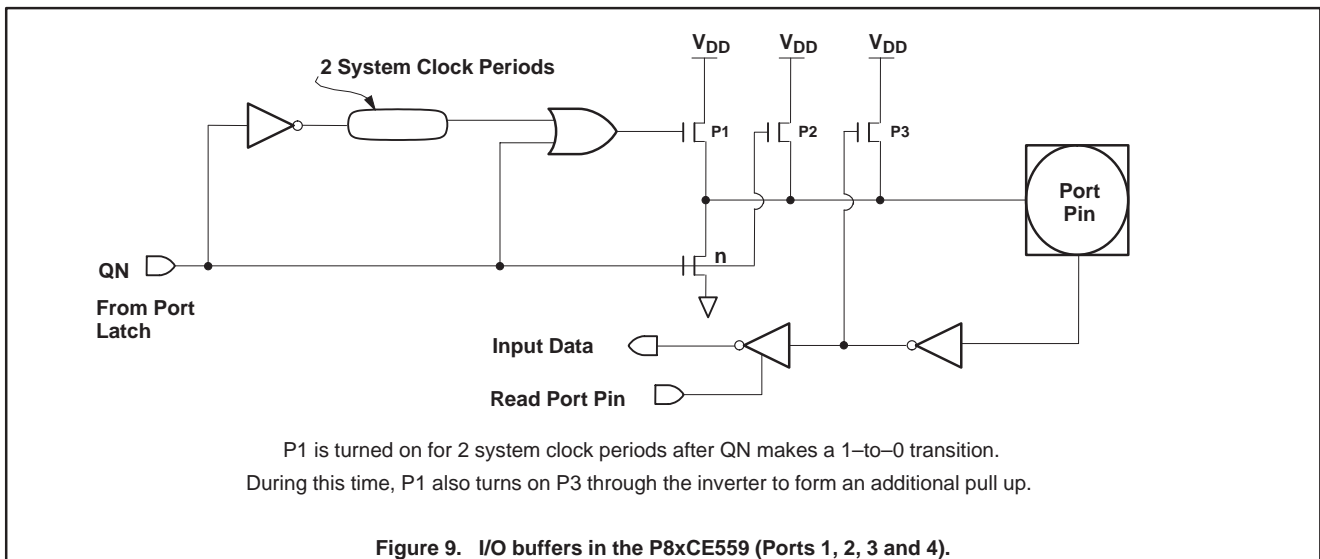 V_DD V_DD V_DD
2 System Clock Periods
P1 P2 P3
Port
Pin
n
QN
From Port
Latch
Input Data
Read Port Pin
P1 is turned on for 2 system clock periods after QN makes a 1–to–0 transition.
During this time, P1 also turns on P3 through the inverter to form an additional pull up.
Figure 9. I/O buffers in the P8xCE559 (Ports 1, 2, 3 and 4).